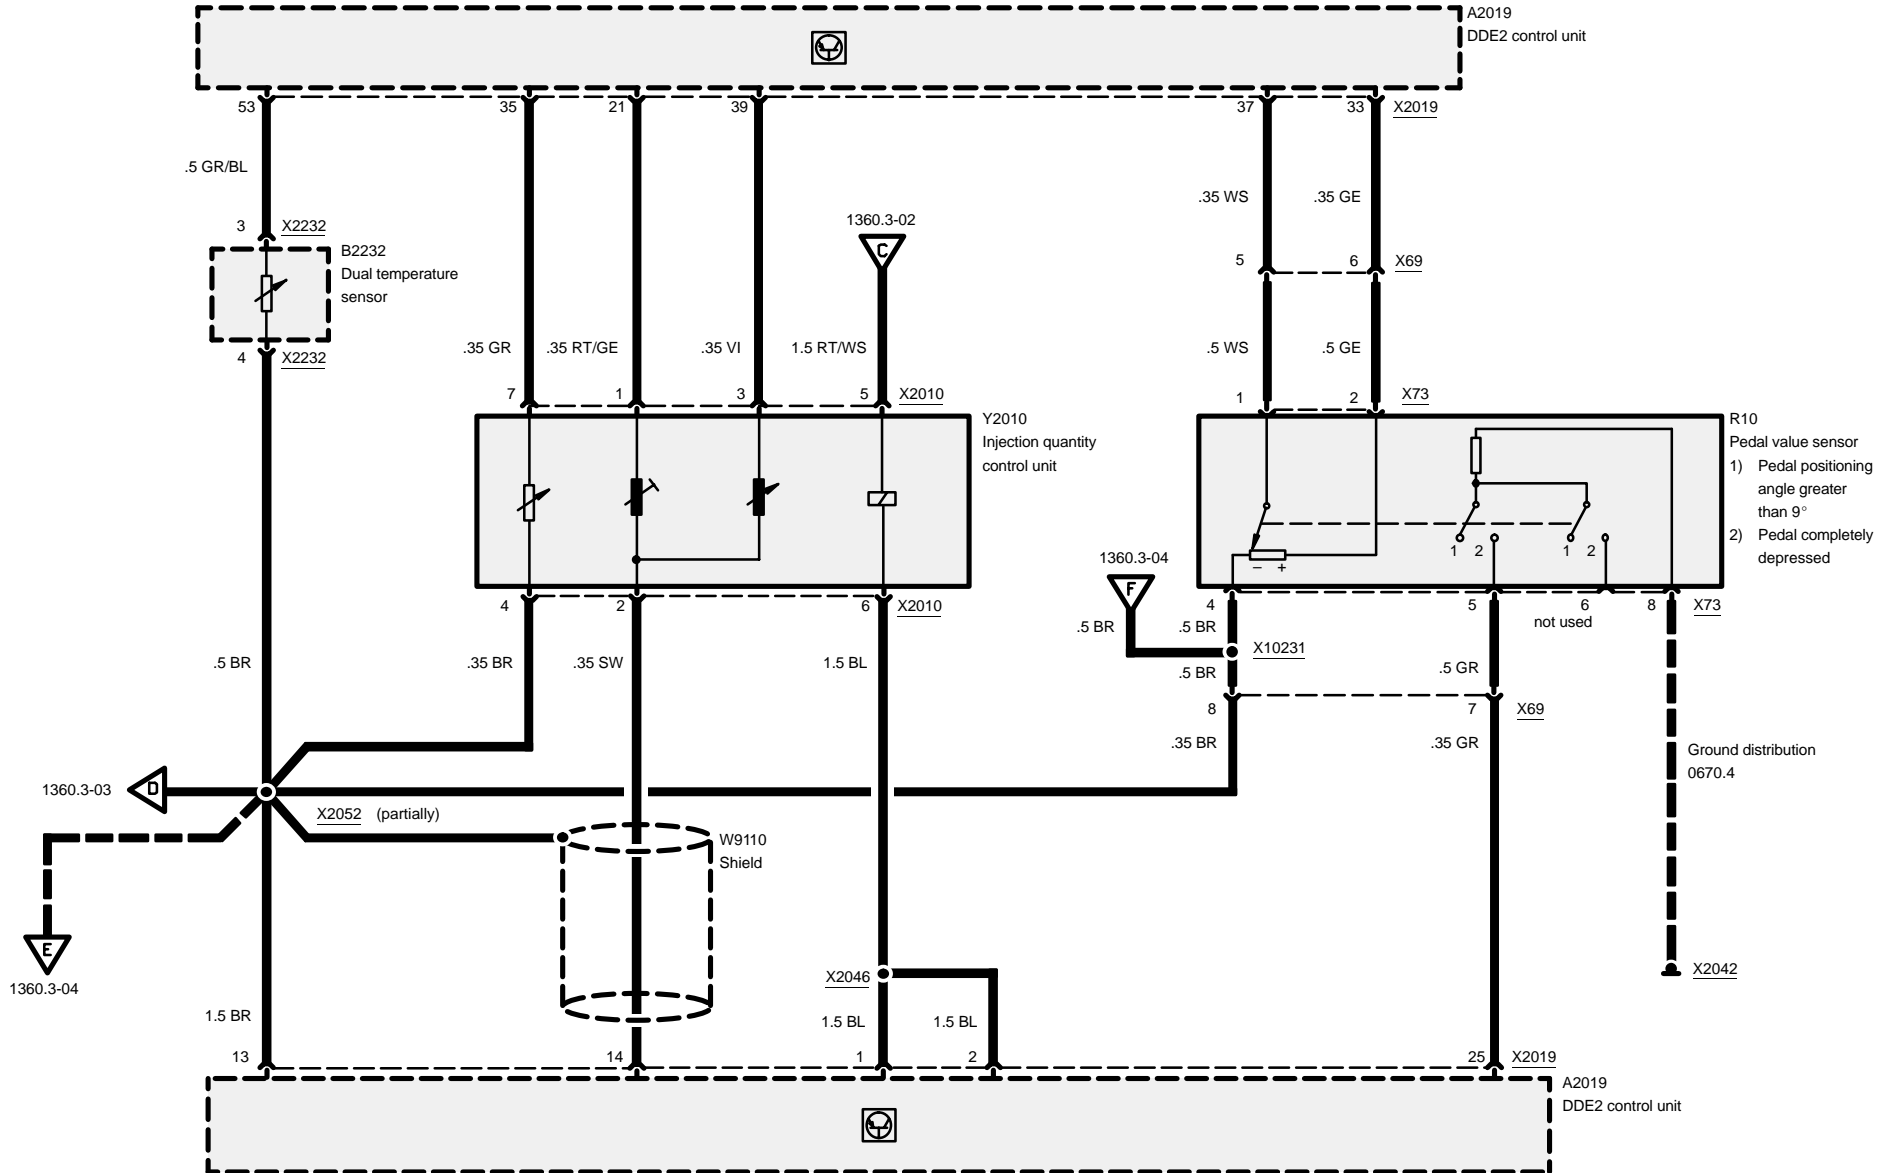 A2019
DDE2 control unit
53
35
21
39
37
33
X2019
.5 GR/BL
.35 WS
.35 GE
1360.3-02
C
3
X2232
B2232
Dual temperature
sensor
5
6
X69
4
X2232
.35 GR
.35 RT/GE
.35 VI
1.5 RT/WS
.5 WS
.5 GE
7
1
3
5
X2010
1
2
X73
Y2010
Injection quantity
control unit
R10
Pedal value sensor
1) Pedal positioning
angle greater
than 9°
2) Pedal completely
depressed
1
2
1
2
– +
1360.3-04
F
4
2
6
X2010
4
5
6
8
X73
not used
.5 BR
.5 BR
X10231
.5 BR
.5 GR
.5 BR
.35 BR
.35 SW
1.5 BL
8
7
X69
.35 BR
.35 GR
Ground distribution
0670.4
1360.3-03
D
X2052 (partially)
W9110
Shield
E
1360.3-04
X2046
X2042
1.5 BR
1.5 BL
1.5 BL
13
14
1
2
25
X2019
A2019
DDE2 control unit